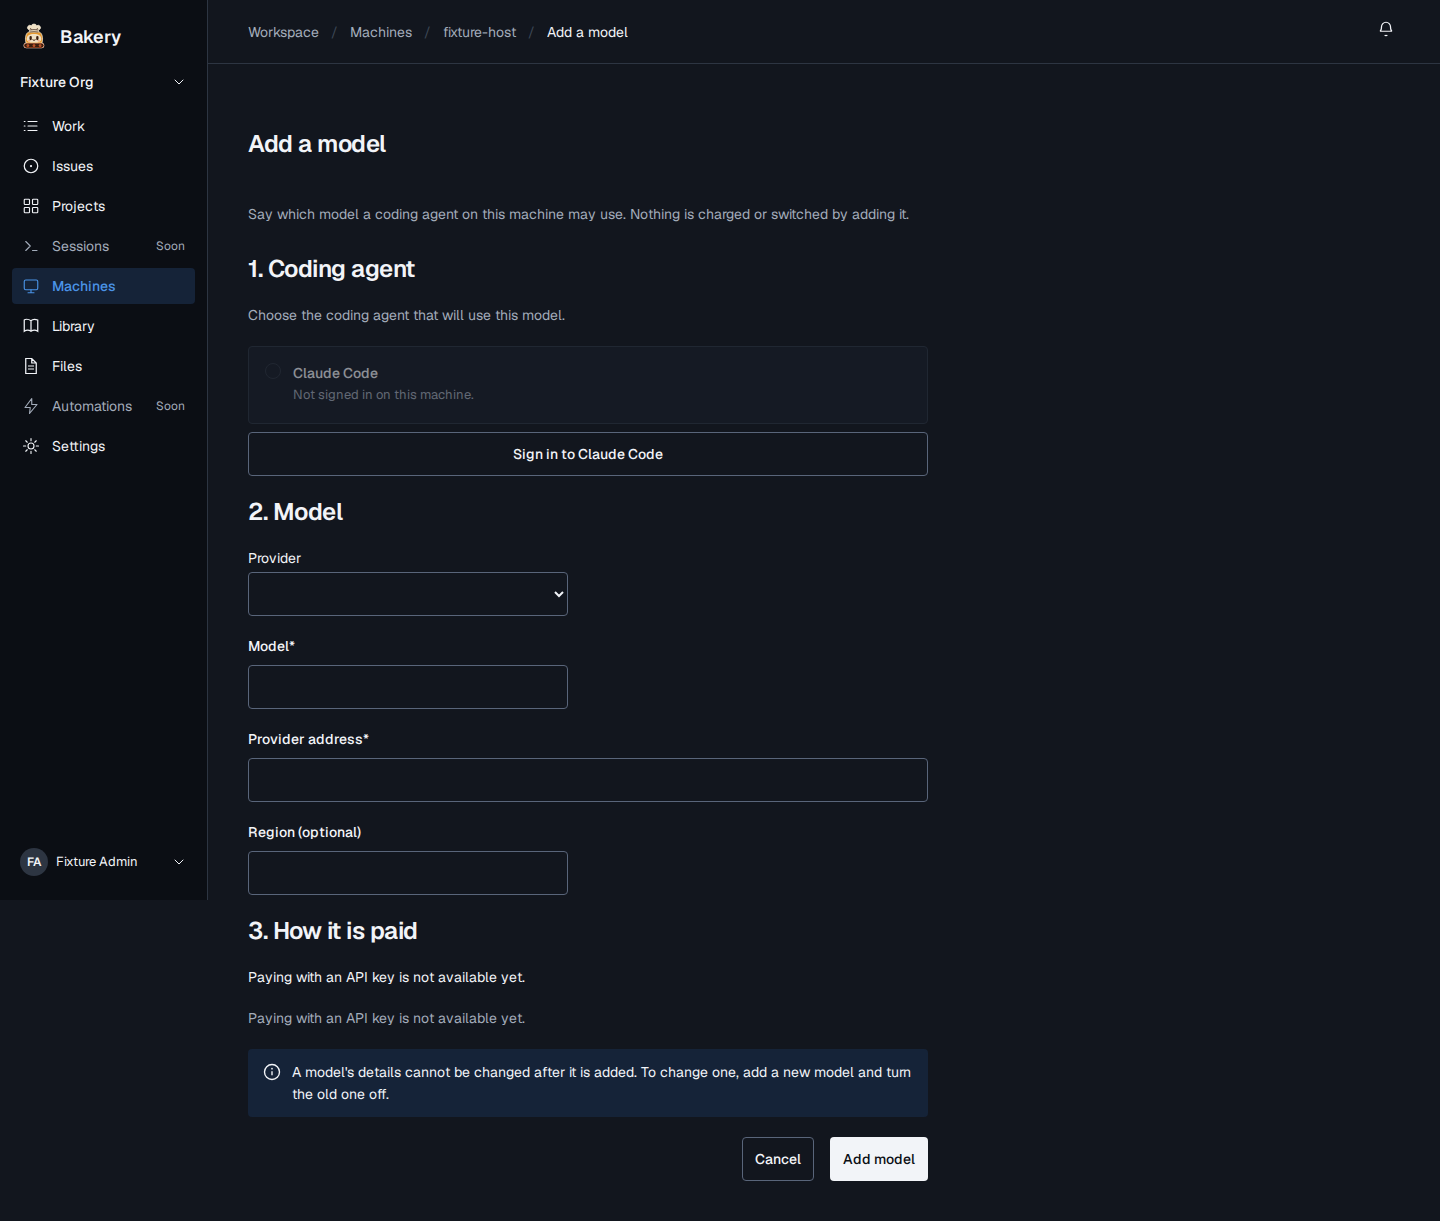 Bakery
Fixture Org
Work
Issues
Projects
Sessions Soon
Machines
Library
Files
Automations Soon
Settings
FA Fixture Admin
Workspace / Machines / fixture-host / Add a model
Add a model
Say which model a coding agent on this machine may use. Nothing is charged or switched by adding it.
1. Coding agent
Choose the coding agent that will use this model.
Claude Code
Not signed in on this machine.
Sign in to Claude Code
2. Model
Provider
Model*
Provider address*
Region (optional)
3. How it is paid
Paying with an API key is not available yet.
Paying with an API key is not available yet.
A model's details cannot be changed after it is added. To change one, add a new model and turn
the old one off.
Cancel
Add model